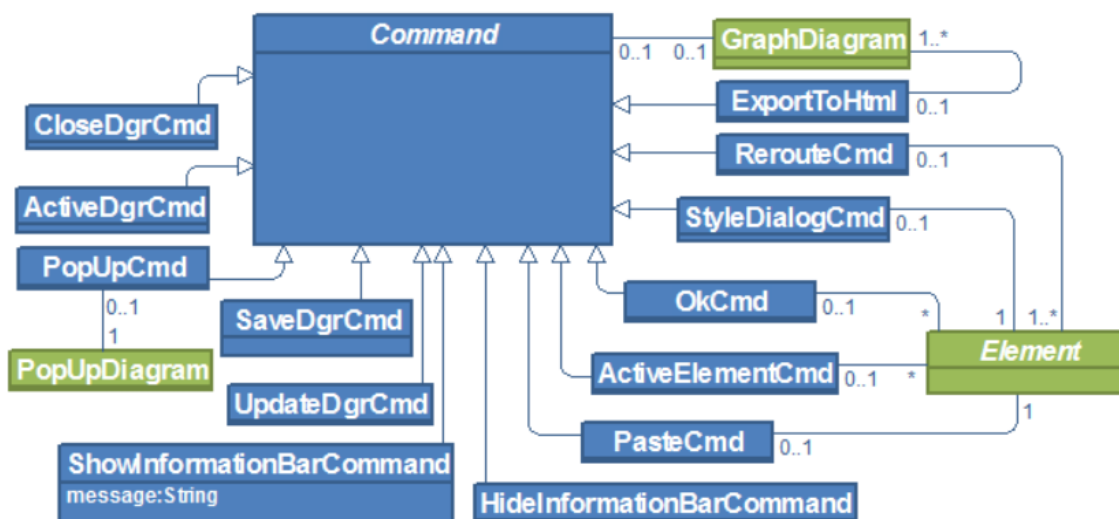 Command
0..1
0..1
GraphDiagram
1..*
CloseDgrCmd
ExportToHtml
0..1
RerouteCmd
0..1
ActiveDgrCmd
StyleDialogCmd
0..1
PopUpCmd
0..1
1
PopUpDiagram
SaveDgrCmd
OkCmd
0..1
*
1
1..*
Element
UpdateDgrCmd
ActiveElementCmd
0..1
*
PasteCmd
0..1
1
ShowInformationBarCommand
message:String
HideInformationBarCommand